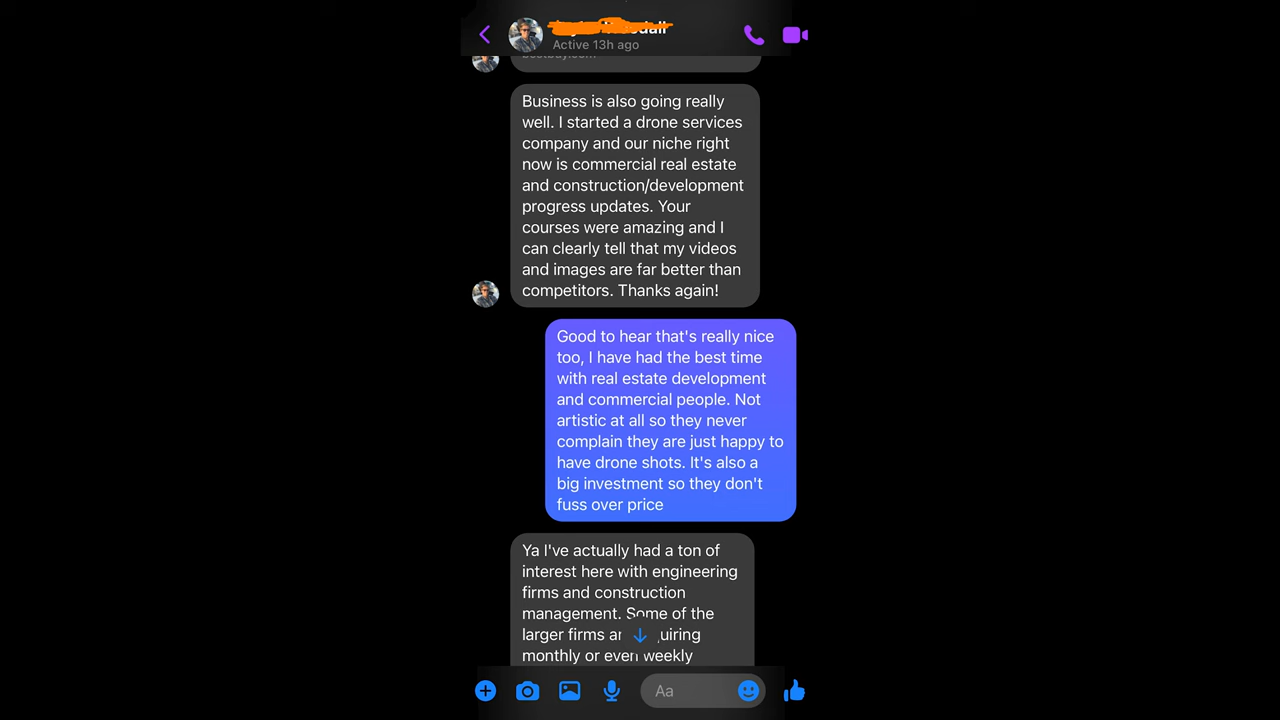 Active 13h ago
bestbuy.com
Business is also going really
well. I started a drone services
company and our niche right
now is commercial real estate
and construction/development
progress updates. Your
courses were amazing and I
can clearly tell that my videos
and images are far better than
competitors. Thanks again!
Good to hear that's really nice
too, I have had the best time
with real estate development
and commercial people. Not
artistic at all so they never
complain they are just happy to
have drone shots. It's also a
big investment so they don't
fuss over price
Ya I've actually had a ton of
interest here with engineering
firms and construction
management. Some of the
larger firms
monthly or even weekly
Aa